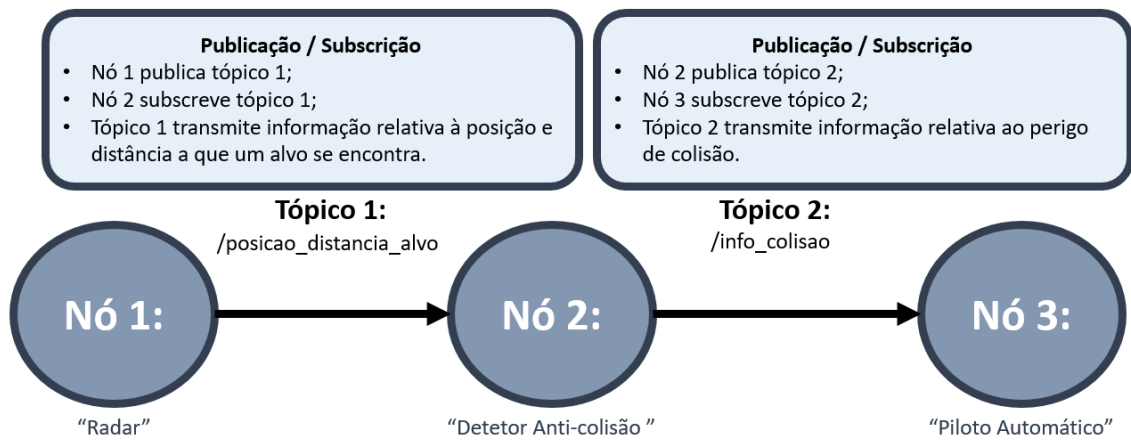 Publicação / Subscrição
• Nó 1 publica tópico 1;
• Nó 2 subscreve tópico 1;
• Tópico 1 transmite informação relativa à posição e
distância a que um alvo se encontra.
Publicação / Subscrição
• Nó 2 publica tópico 2;
• Nó 3 subscreve tópico 2;
• Tópico 2 transmite informação relativa ao perigo
de colisão.
Tópico 1:
/posicao_distancia_alvo
Tópico 2:
/info_colisao
Nó 1:
Nó 2:
Nó 3:
“Radar”
“Detetor Anti-colisão ”
“Piloto Automático”